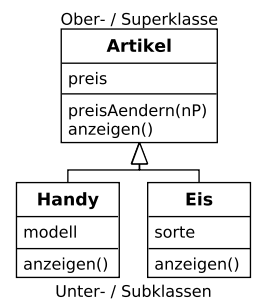 Ober- / Superklasse
Artikel
preis
preisAendern(nP)
anzeigen()
Handy
modell
anzeigen()
Eis
sorte
anzeigen()
Unter- / Subklassen